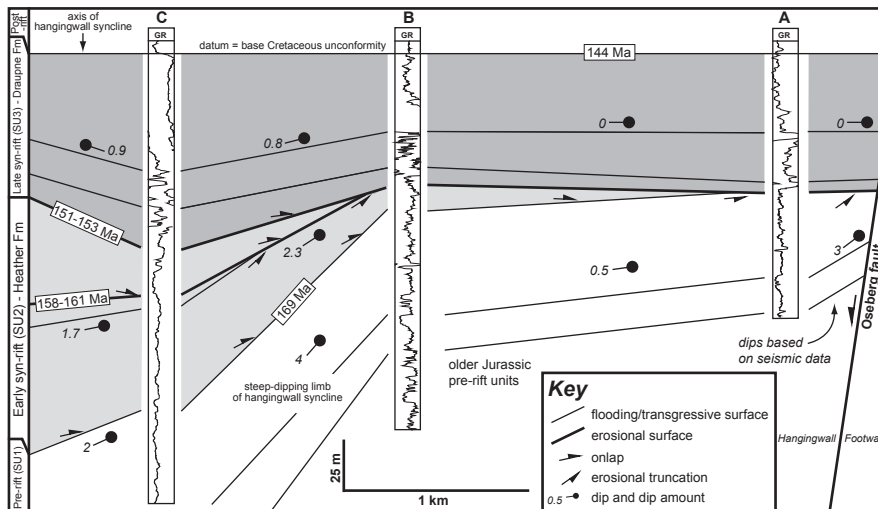 Post
-rift
Late syn-rift (SU3) - Draupne Fm
Early syn-rift (SU2) - Heather Fm
Pre-rift (SU1)
axis of
hangingwall syncline
C
GR
B
GR
A
GR
datum = base Cretaceous unconformity
144 Ma
0.9
0.8
0
0
151-153 Ma
158-161 Ma
169 Ma
1.7
2.3
2
4
0.5
3
steep-dipping limb
of hangingwall syncline
older Jurassic
pre-rift units
dips based
on seismic data
Oseberg fault
Hangingwall
Footwa
25 m
1 km
Key
flooding/transgressive surface
erosional surface
onlap
erosional truncation
0.5 dip and dip amount